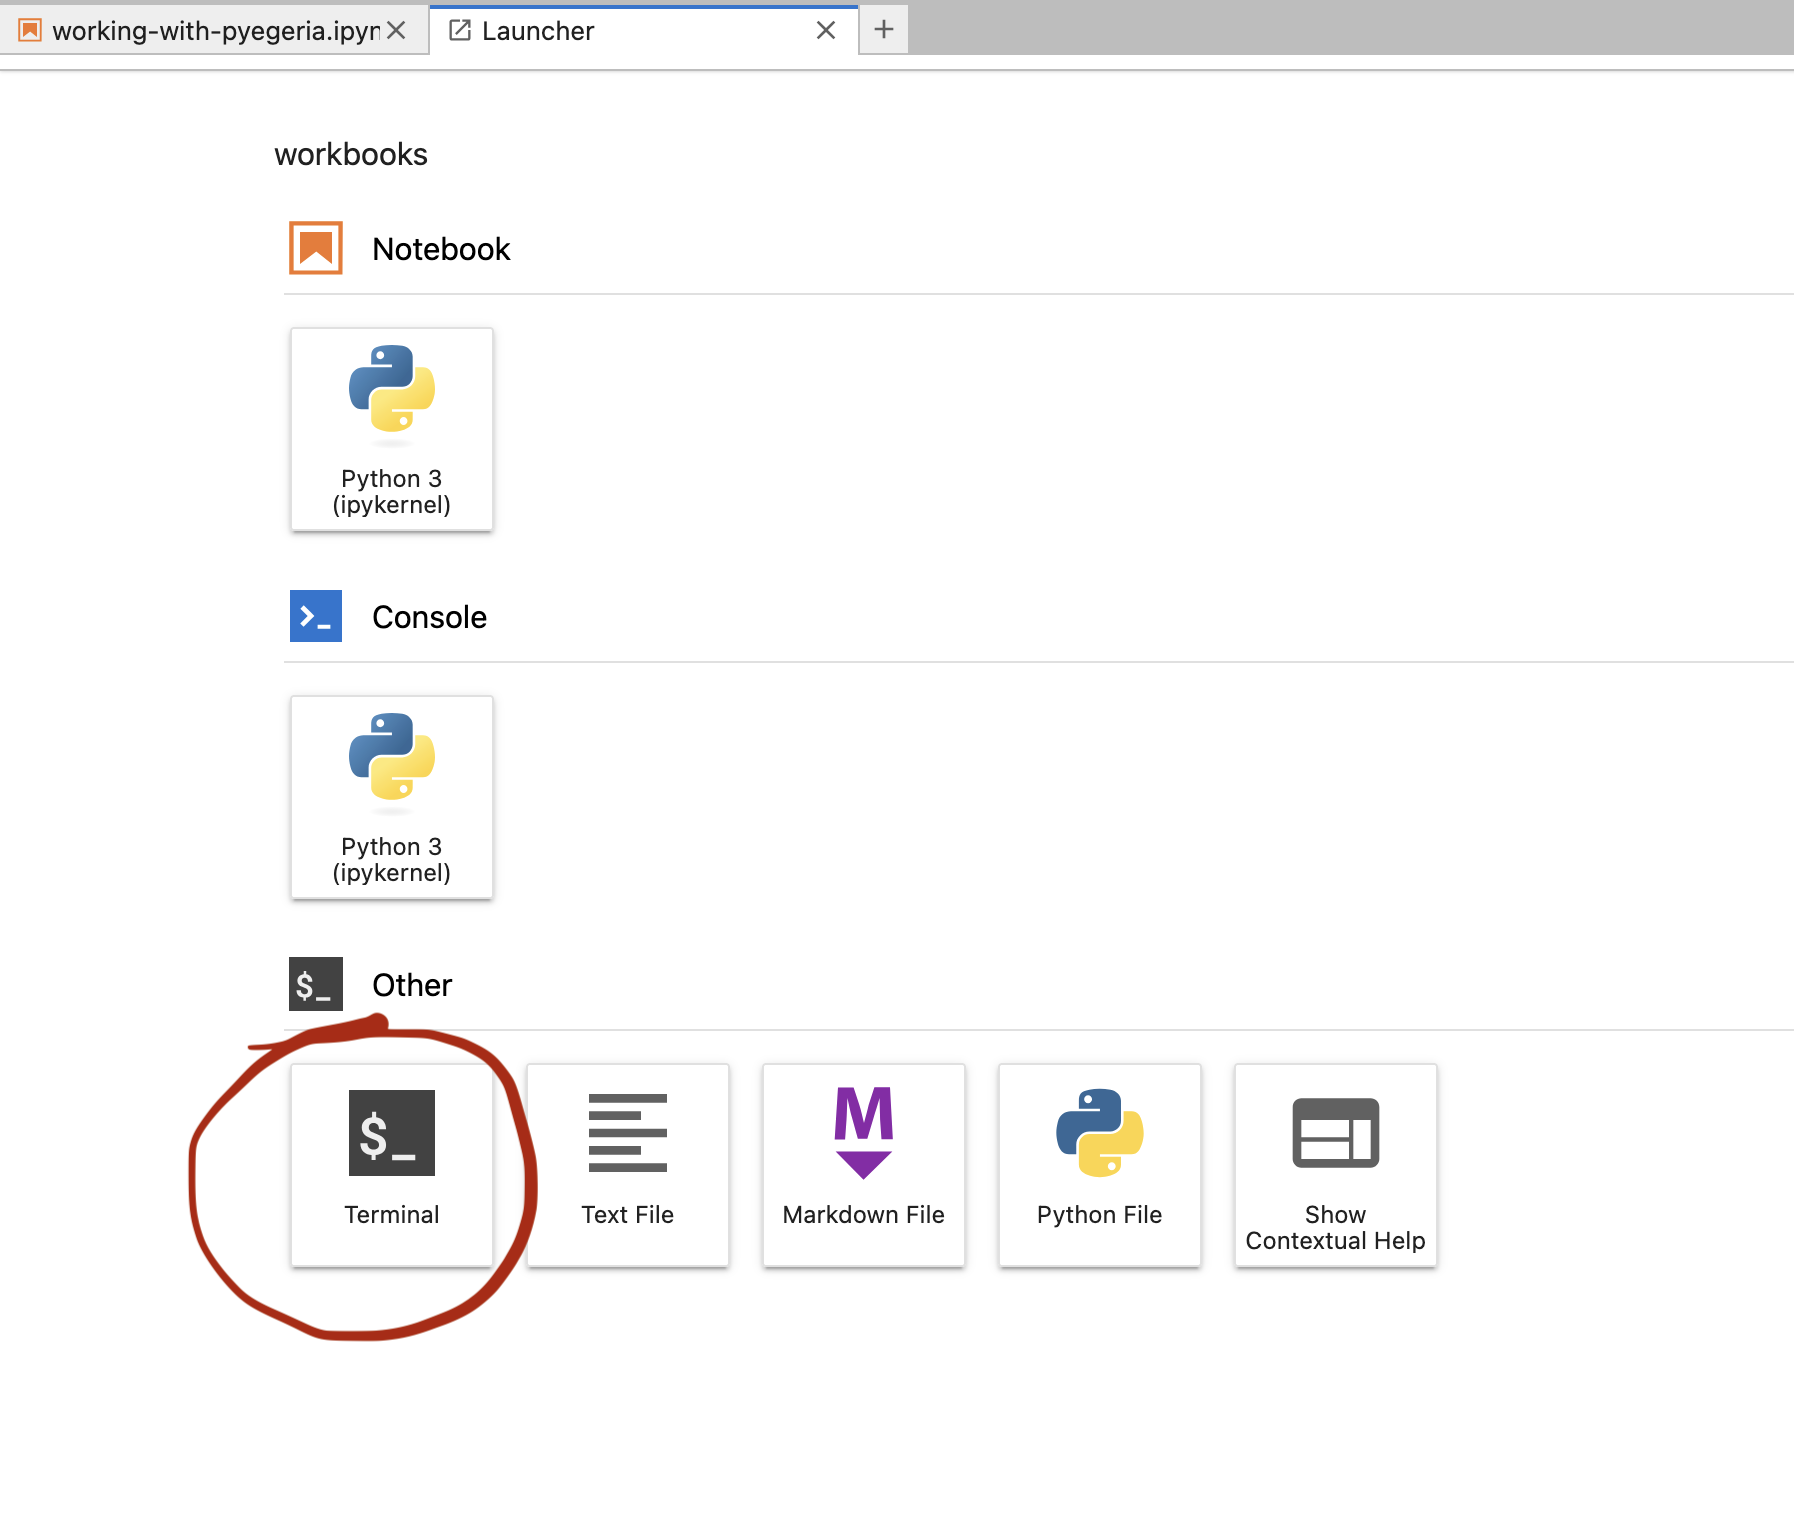 working-with-pyegeria.ipyn
Launcher
workbooks
Notebook
Python 3
(ipykernel)
Console
Python 3
(ipykernel)
$_ Other
$_
Terminal
Text File
Markdown File
Python File
Show
Contextual Help